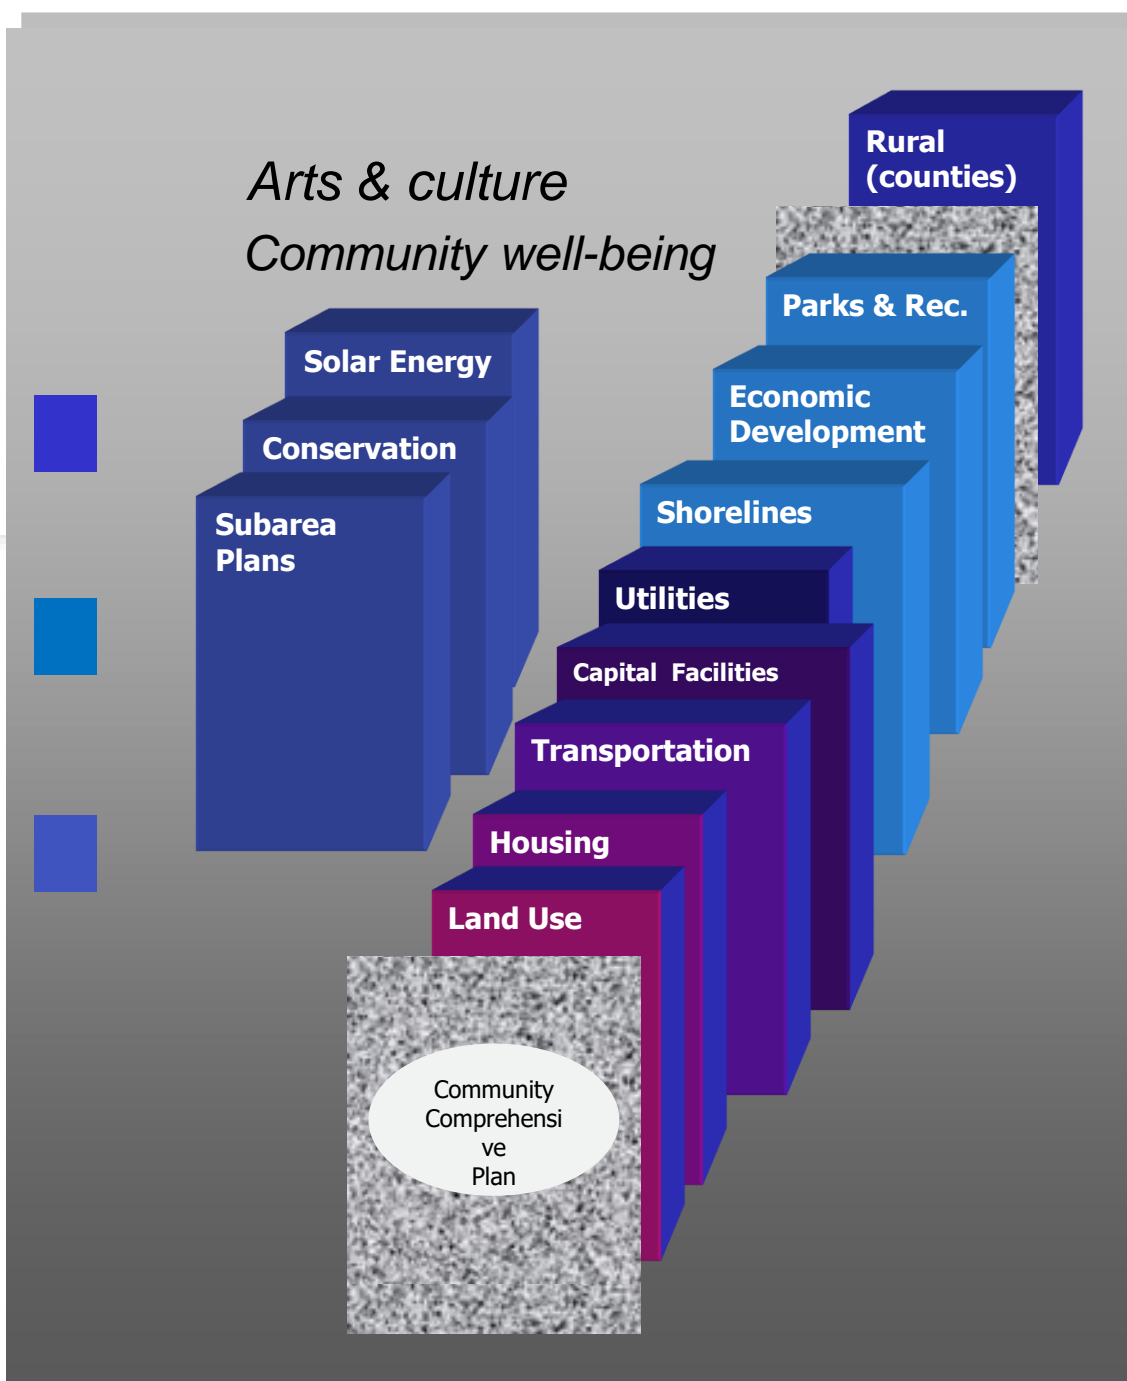 Arts & culture
Community well-being
Rural
(counties)
Parks & Rec.
Economic
Development
Shorelines
Utilities
Capital Facilities
Transportation
Housing
Land Use
Community
Comprehensi
ve
Plan
Solar Energy
Conservation
Subarea
Plans